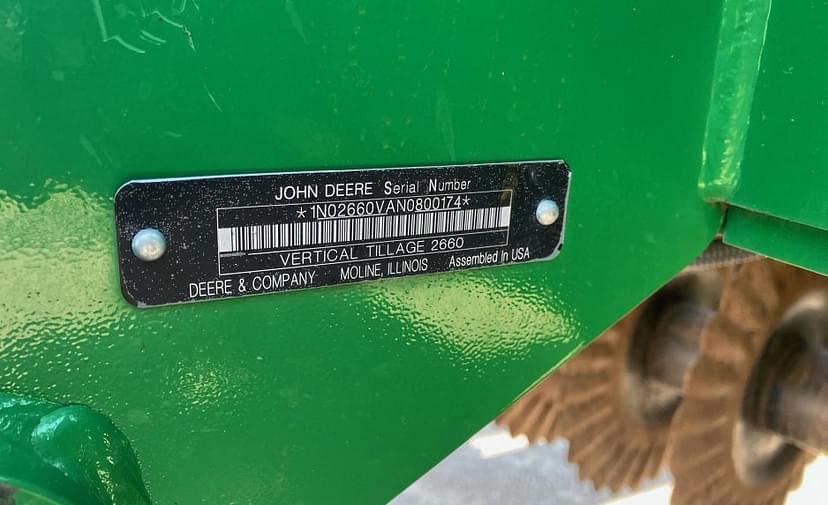 JOHN DEERE Serial Number
*1N02660VAN0800174*
VERTICAL TILLAGE 2660
DEERE & COMPANY MOLINE, ILLINOIS Assembled In USA